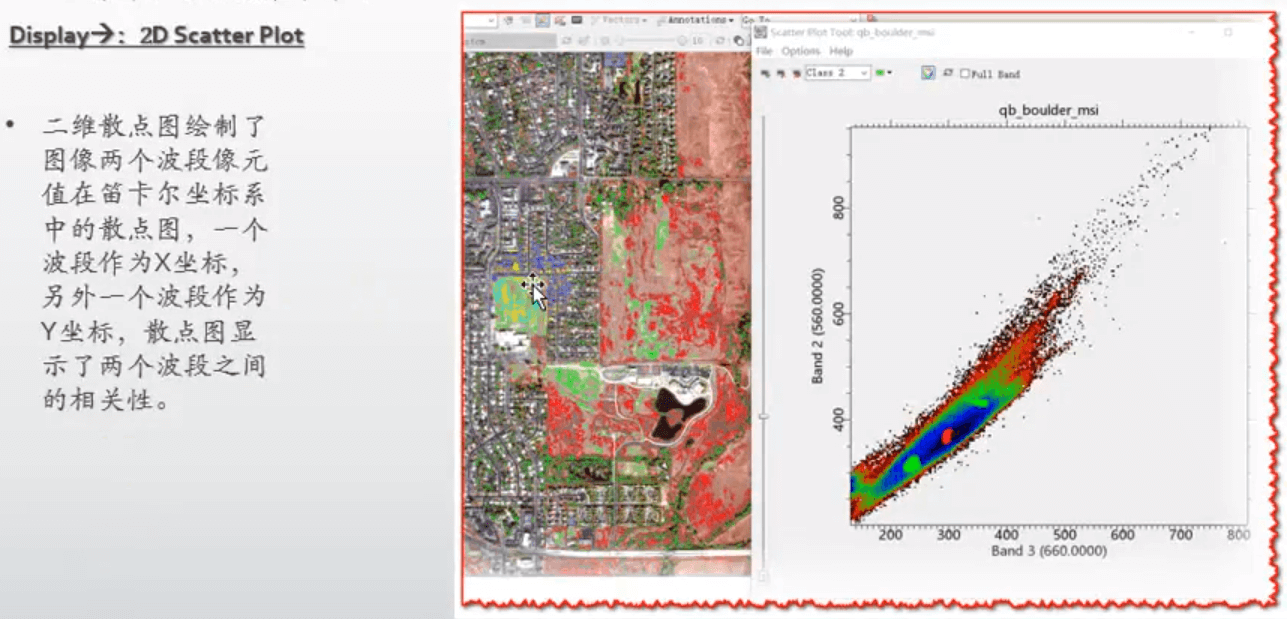 Display→：2D Scatter Plot
• 二维散点图绘制了
图像两个波段像元
值在笛卡尔坐标系
中的散点图，一个
波段作为X坐标，
另外一个波段作为
Y坐标，散点图显
示了两个波段之间
的相关性。
Vectors Annotations Go To
10
Scatter Plot Tool: qb_boulder_msi
File Options Help
Class 2 Full Band
qb_boulder_msi
800
600
400
Band 2 (560.0000)
200 300 400 500 600 700 800
Band 3 (660.0000)